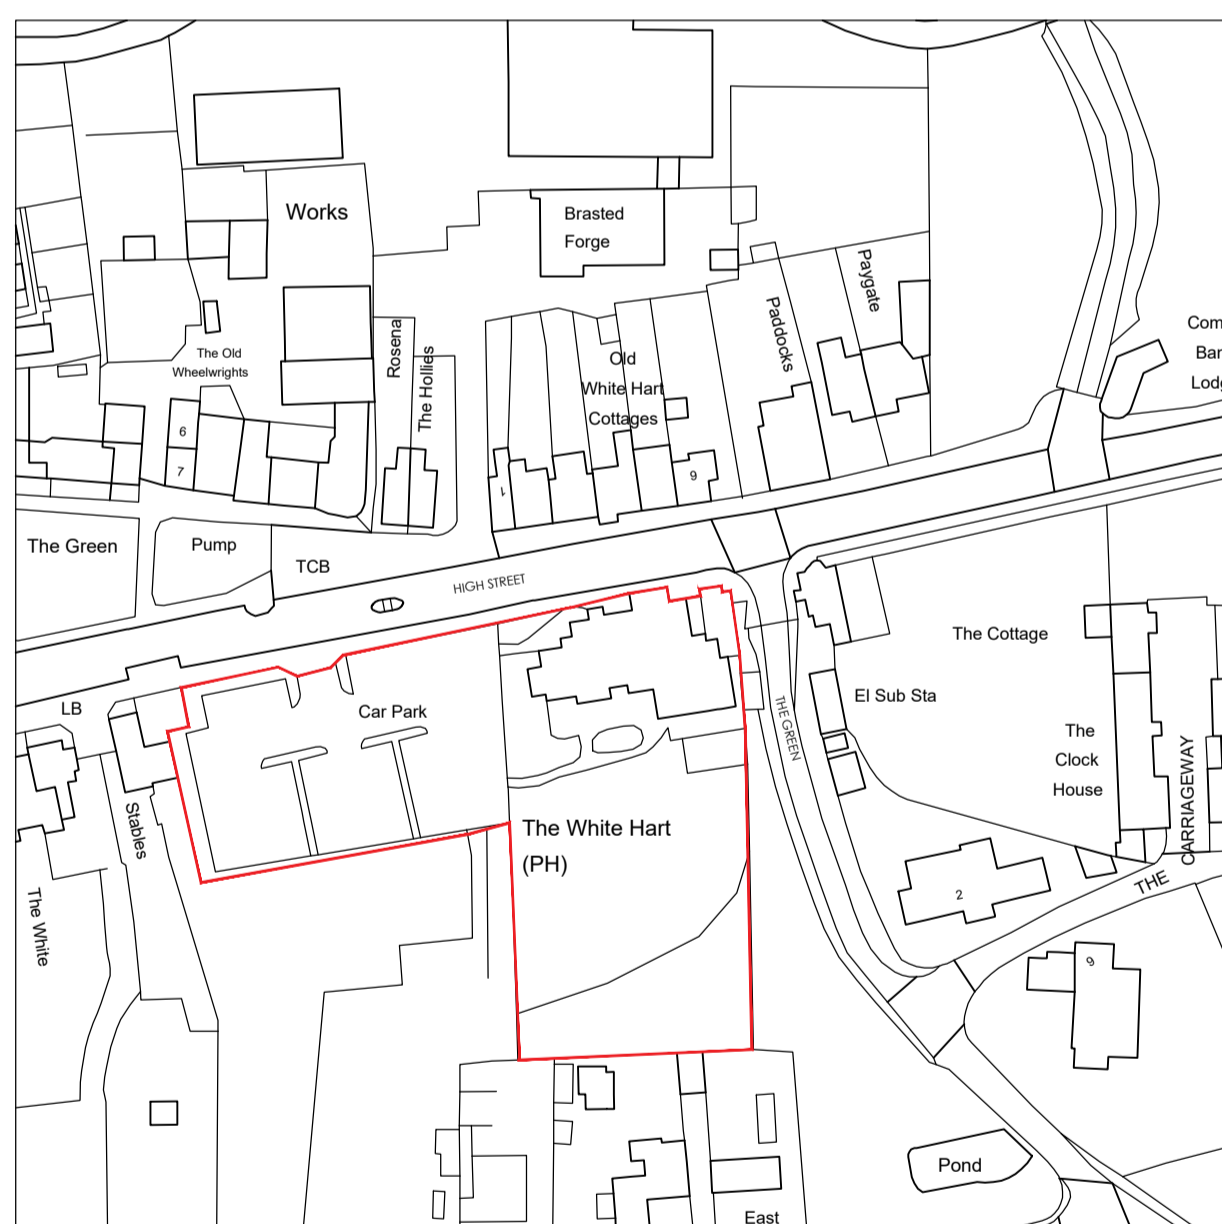 Works
Brasted
Forge
Paygate
Paddocks
Com
Bar
Lodg
The Old
Wheelwrights
Rosena
The Hollies
Old
White Hart
Cottages
6
7
1
9
The Green
Pump
TCB
HIGH STREET
The Cottage
LB
Car Park
El Sub Sta
THE GREEN
The
Clock
House
CARRIAGEWAY
Stables
The White Hart
(PH)
THE
2
The White
9
Pond
East